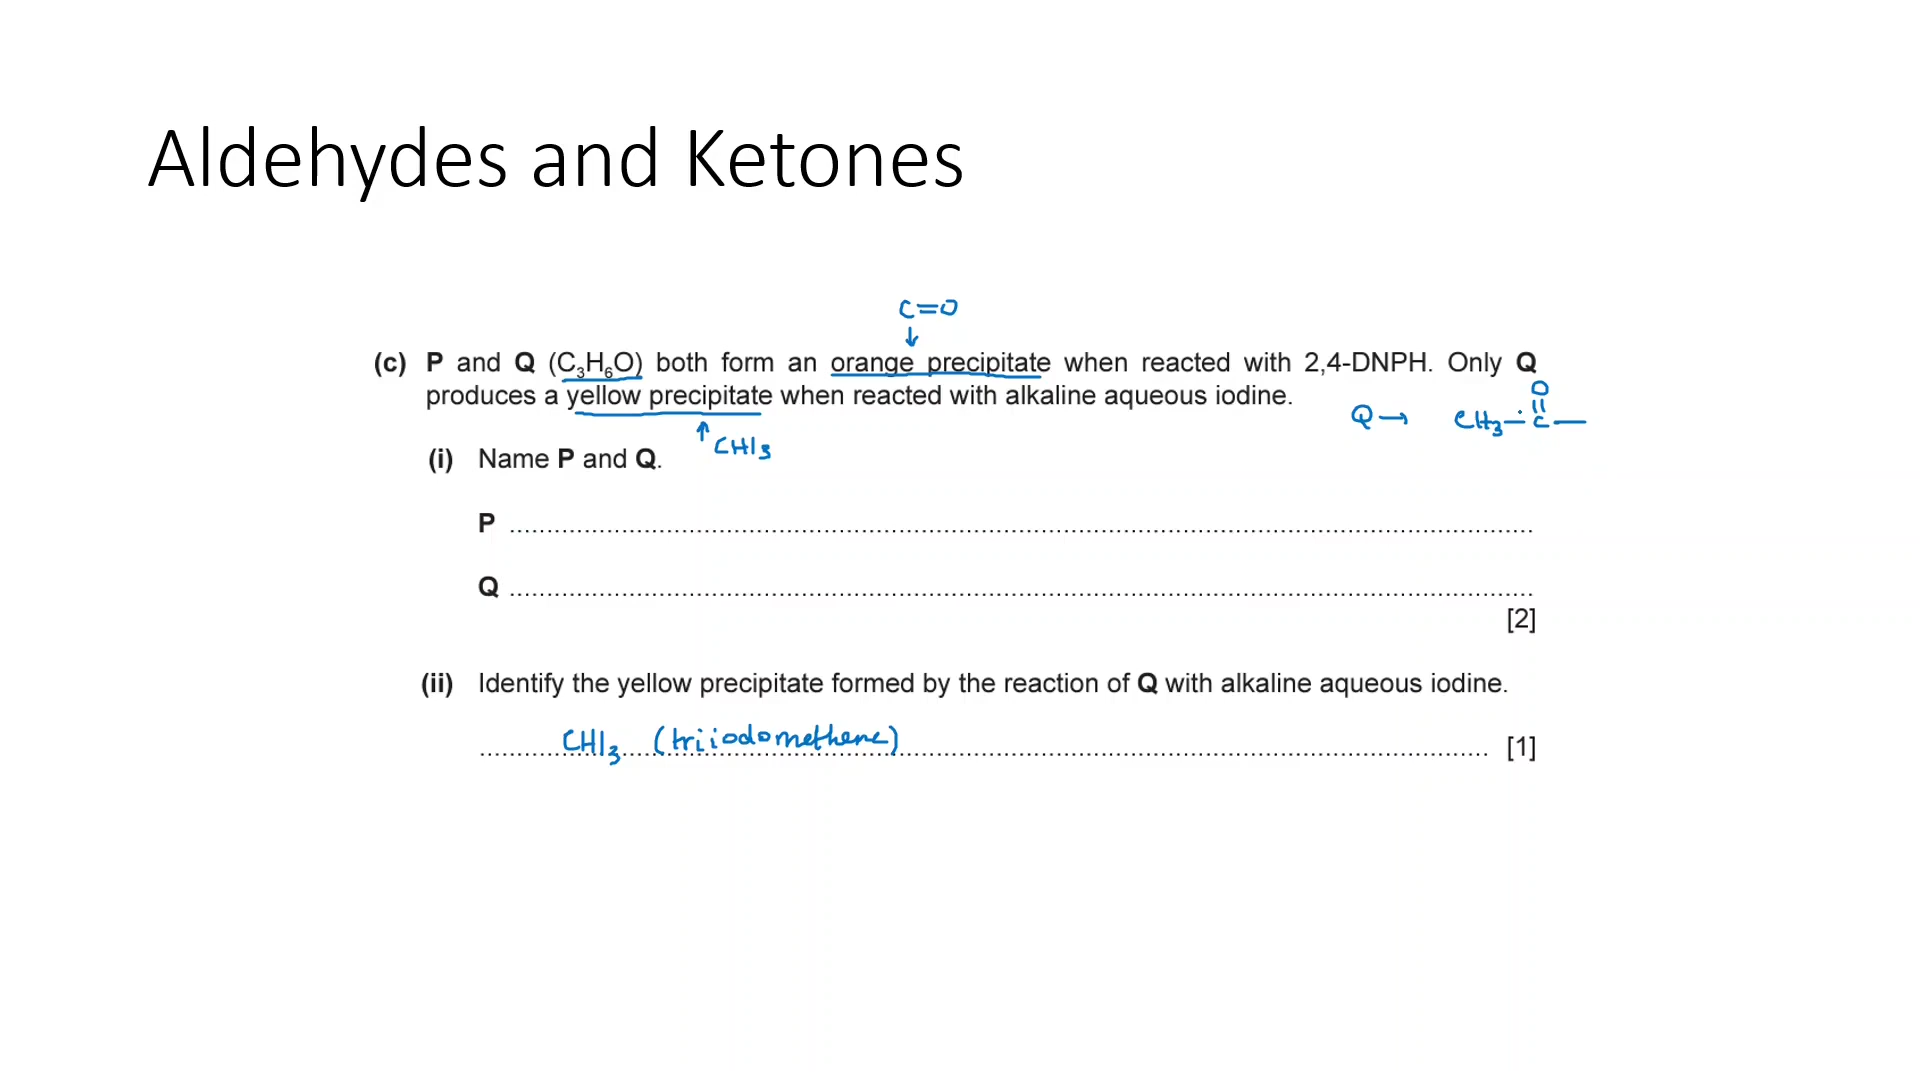 Aldehydes and Ketones
C=O
↓
(c) P and Q (C₃H₆O) both form an orange precipitate when reacted with 2,4-DNPH. Only Q
produces a yellow precipitate when reacted with alkaline aqueous iodine.
O
Q → CH₃–C–
↑ CHI₃
(i) Name P and Q.
P ..........................................................................................
Q ..........................................................................................
[2]
(ii) Identify the yellow precipitate formed by the reaction of Q with alkaline aqueous iodine.
CHI₃ (triiodomethane) .......................................................... [1]